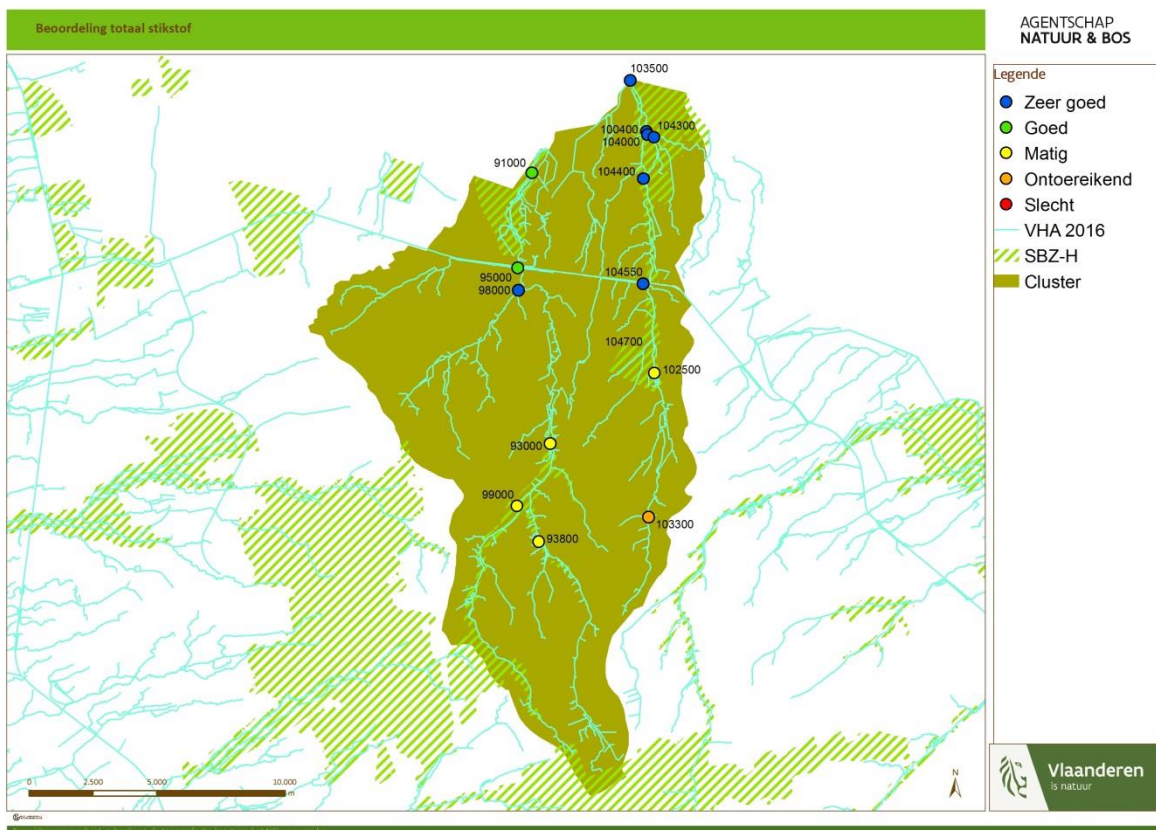 Beoordeling totaal stikstof
AGENTSCHAP
NATUUR & BOS
Legende
Zeer goed
Goed
Matig
Ontoereikend
Slecht
VHA 2016
SBZ-H
Cluster
103500
100400
104300
104000
91000
104400
95000
104550
98000
104700
102500
93000
99000
103300
93800
0
2.500
5.000
10.000
m
N
Vlaanderen
is natuur